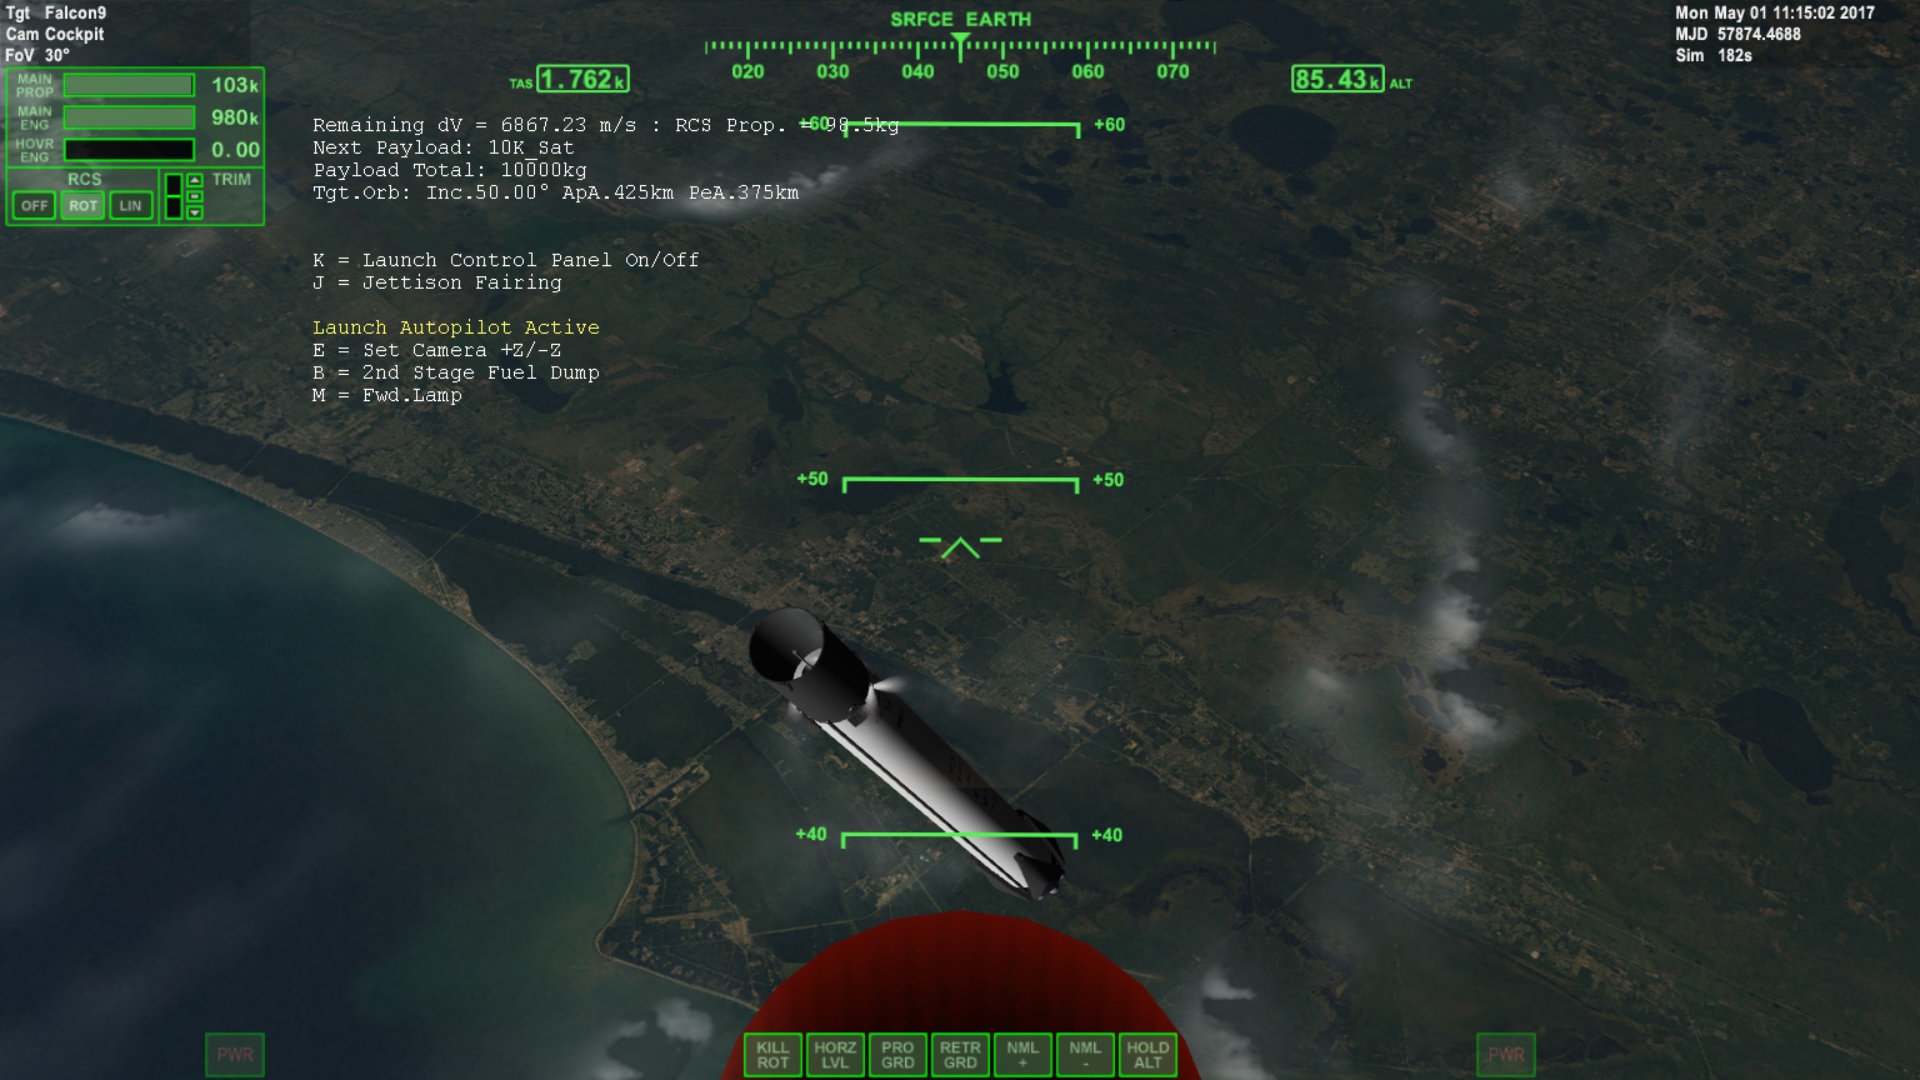 Tgt Falcon9
Cam Cockpit
FoV 30°
MAIN PROP 103k
MAIN ENG 980k
HOVR ENG 0.00
RCS TRIM
OFF ROT LIN
SRFCE EARTH
020 030 040 050 060 070
TAS 1.762k
85.43k ALT
Mon May 01 11:15:02 2017
MJD 57874.4688
Sim 182s
Remaining dV = 6867.23 m/s : RCS Prop. = 98.5kg
Next Payload: 10K_Sat
Payload Total: 10000kg
Tgt.Orb: Inc.50.00° ApA.425km PeA.375km
K = Launch Control Panel On/Off
J = Jettison Fairing
Launch Autopilot Active
E = Set Camera +Z/-Z
B = 2nd Stage Fuel Dump
M = Fwd.Lamp
+60 +60
+50 +50
+40 +40
PWR
KILL ROT
HORZ LVL
PRO GRD
RETR GRD
NML +
NML -
HOLD ALT
PWR